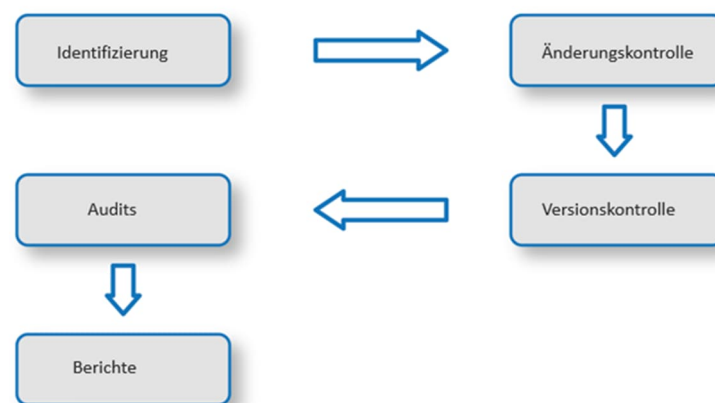 Identifizierung
Änderungskontrolle
Versionskontrolle
Audits
Berichte